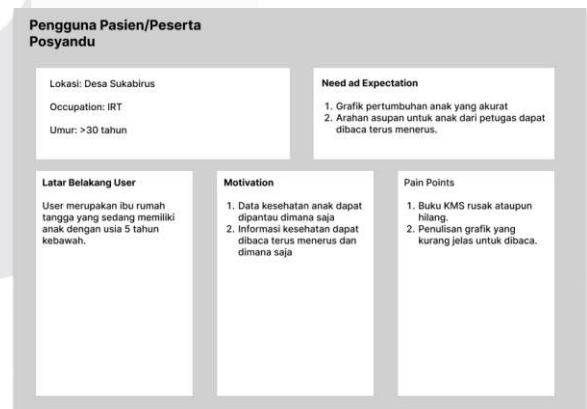 Pengguna Pasien/Peserta
Posyandu
Lokasi: Desa Sukabirus
Occupation: IRT
Umur: >30 tahun
Need ad Expectation
1. Grafik pertumbuhan anak yang akurat
2. Arahan asupan untuk anak dari petugas dapat
dibaca terus menerus.
Latar Belakang User
User merupakan ibu rumah
tangga yang sedang memiliki
anak dengan usia 5 tahun
kebawah.
Motivation
1. Data kesehatan anak dapat
dipantau dimana saja
2. Informasi kesehatan dapat
dibaca terus menerus dan
dimana saja
Pain Points
1. Buku KMS rusak ataupun
hilang.
2. Penulisan grafik yang
kurang jelas untuk dibaca.